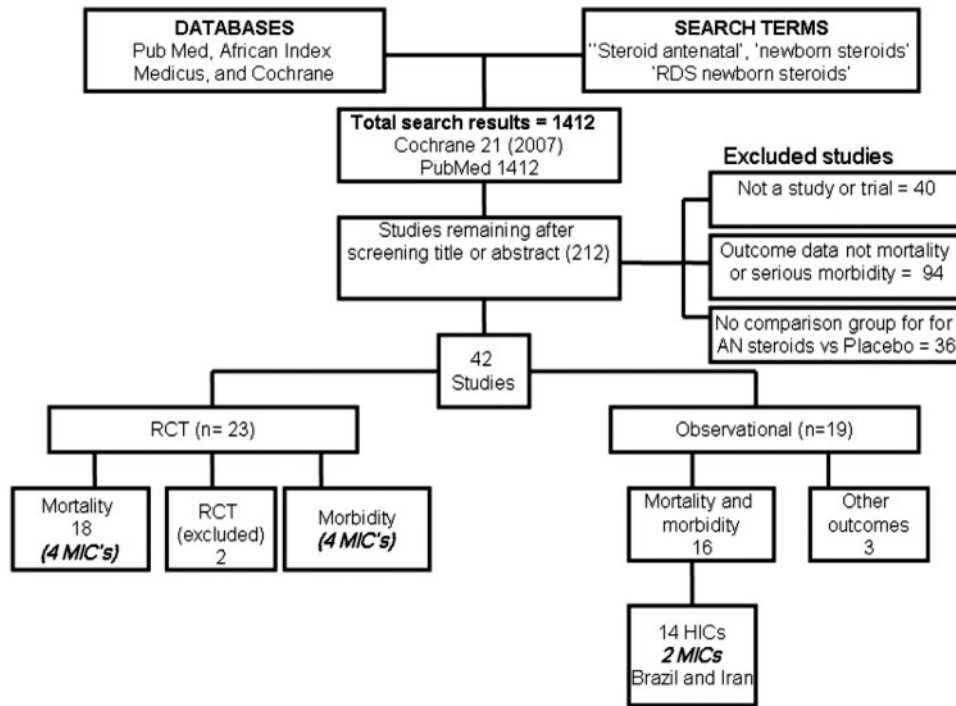 DATABASES
Pub Med, African Index
Medicus, and Cochrane
SEARCH TERMS
"Steroid antenatal', 'newborn steroids'
'RDS newborn steroids'
Total search results = 1412
Cochrane 21 (2007)
PubMed 1412
Excluded studies
Not a study or trial = 40
Studies remaining after
screening title or abstract (212)
Outcome data not mortality
or serious morbidity = 94
No comparison group for for
AN steroids vs Placebo = 36
42
Studies
RCT (n= 23)
Observational (n=19)
Mortality
18
(4 MIC's)
RCT
(excluded)
2
Morbidity
(4 MIC's)
Mortality and
morbidity
16
Other
outcomes
3
14 HICs
2 MICs
Brazil and Iran